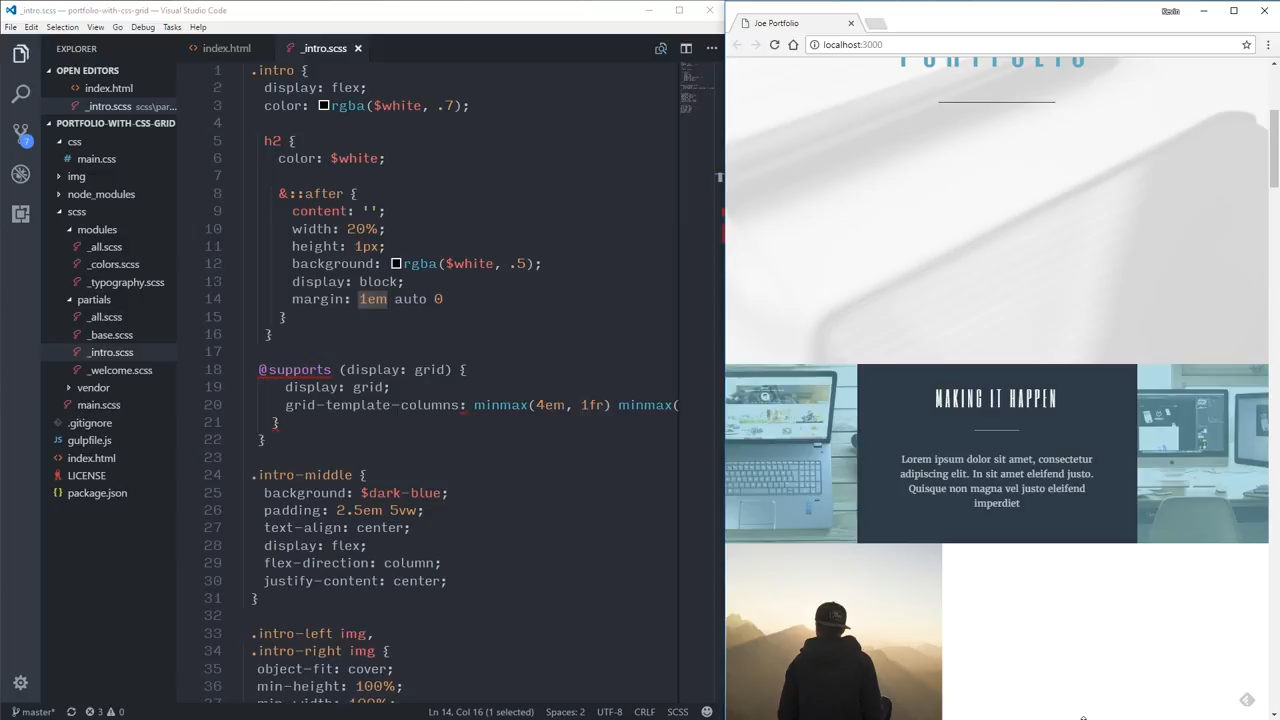 _intro.scss — portfolio-with-css-grid — Visual Studio Code
File Edit Selection View Go Debug Tasks Help
EXPLORER
OPEN EDITORS
index.html
_intro.scss scss\par...
PORTFOLIO-WITH-CSS-GRID
css
main.css
img
node_modules
scss
modules
_all.scss
_colors.scss
_typography.scss
partials
_all.scss
_base.scss
_intro.scss
_welcome.scss
vendor
main.scss
.gitignore
gulpfile.js
index.html
LICENSE
package.json
index.html _intro.scss
1 .intro {
2 display: flex;
3 color: rgba($white, .7);
4
5 h2 {
6 color: $white;
7
8 &::after {
9 content: '';
10 width: 20%;
11 height: 1px;
12 background: rgba($white, .5);
13 display: block;
14 margin: 1em auto 0
15 }
16 }
17
18 @supports (display: grid) {
19 display: grid;
20 grid-template-columns: minmax(4em, 1fr) minmax(
21 }
22 }
23
24 .intro-middle {
25 background: $dark-blue;
26 padding: 2.5em 5vw;
27 text-align: center;
28 display: flex;
29 flex-direction: column;
30 justify-content: center;
31 }
32
33 .intro-left img,
34 .intro-right img {
35 object-fit: cover;
36 min-height: 100%;
37 min-width: 100%;
master* 3 0 Ln 14, Col 16 (1 selected) Spaces: 2 UTF-8 CRLF SCSS
Kevin
Joe Portfolio
localhost:3000
PORTFOLIO
MAKING IT HAPPEN
Lorem ipsum dolor sit amet, consectetur
adipiscing elit. In sit amet eleifend justo.
Quisque non magna vel justo eleifend
imperdiet